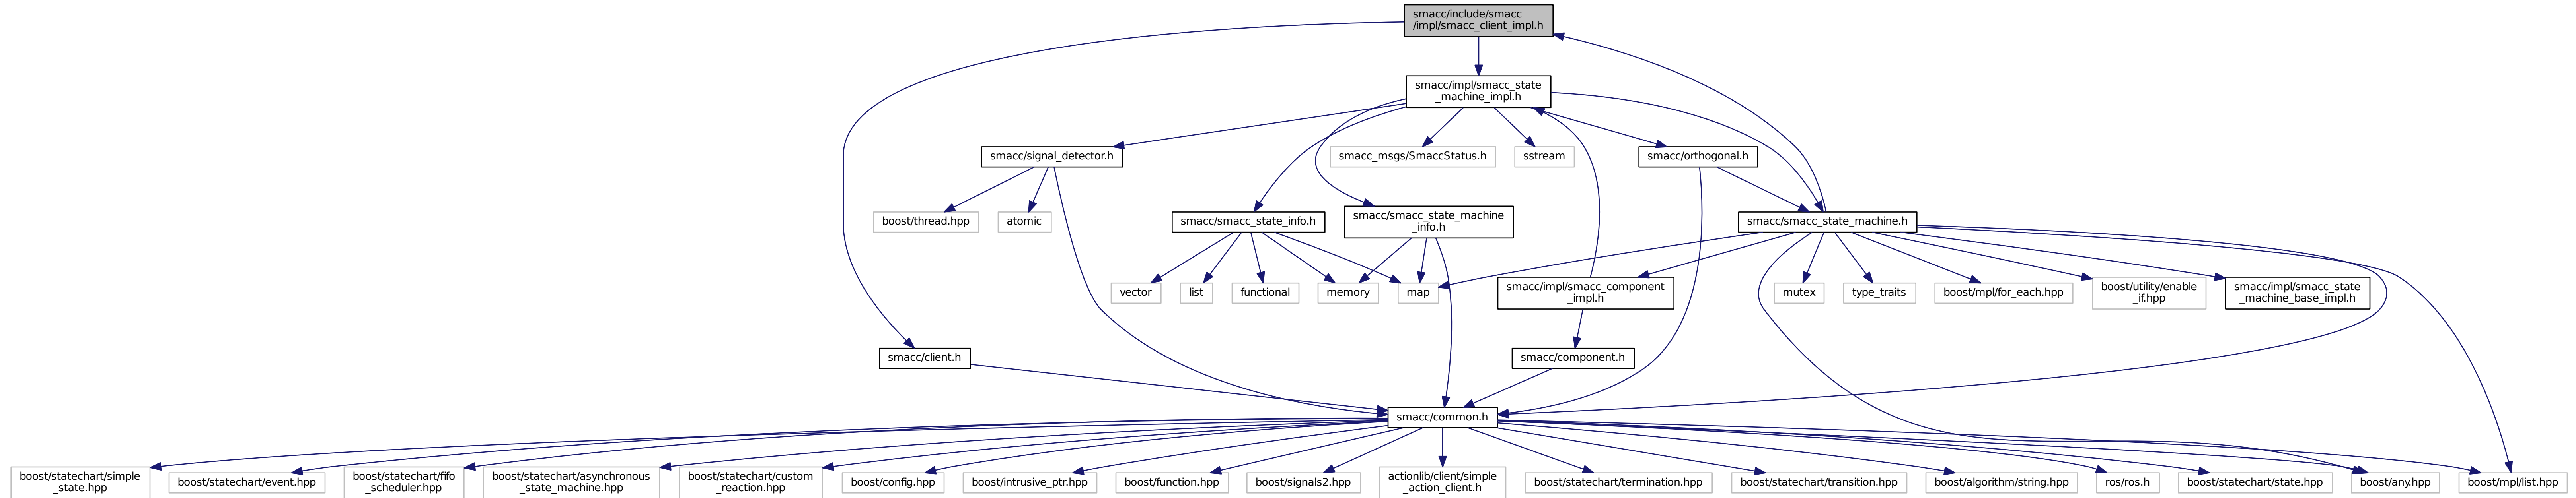 smacc/include/smacc
/impl/smacc_client_impl.h
smacc/impl/smacc_state
_machine_impl.h
smacc/signal_detector.h
smacc_msgs/SmaccStatus.h
sstream
smacc/orthogonal.h
boost/thread.hpp
atomic
smacc/smacc_state_info.h
smacc/smacc_state_machine
_info.h
smacc/smacc_state_machine.h
vector
list
functional
memory
map
smacc/impl/smacc_component
_impl.h
mutex
type_traits
boost/mpl/for_each.hpp
boost/utility/enable
_if.hpp
smacc/impl/smacc_state
_machine_base_impl.h
smacc/client.h
smacc/component.h
smacc/common.h
boost/statechart/simple
_state.hpp
boost/statechart/event.hpp
boost/statechart/fifo
_scheduler.hpp
boost/statechart/asynchronous
_state_machine.hpp
boost/statechart/custom
_reaction.hpp
boost/config.hpp
boost/intrusive_ptr.hpp
boost/function.hpp
boost/signals2.hpp
actionlib/client/simple
_action_client.h
boost/statechart/termination.hpp
boost/statechart/transition.hpp
boost/algorithm/string.hpp
ros/ros.h
boost/statechart/state.hpp
boost/any.hpp
boost/mpl/list.hpp